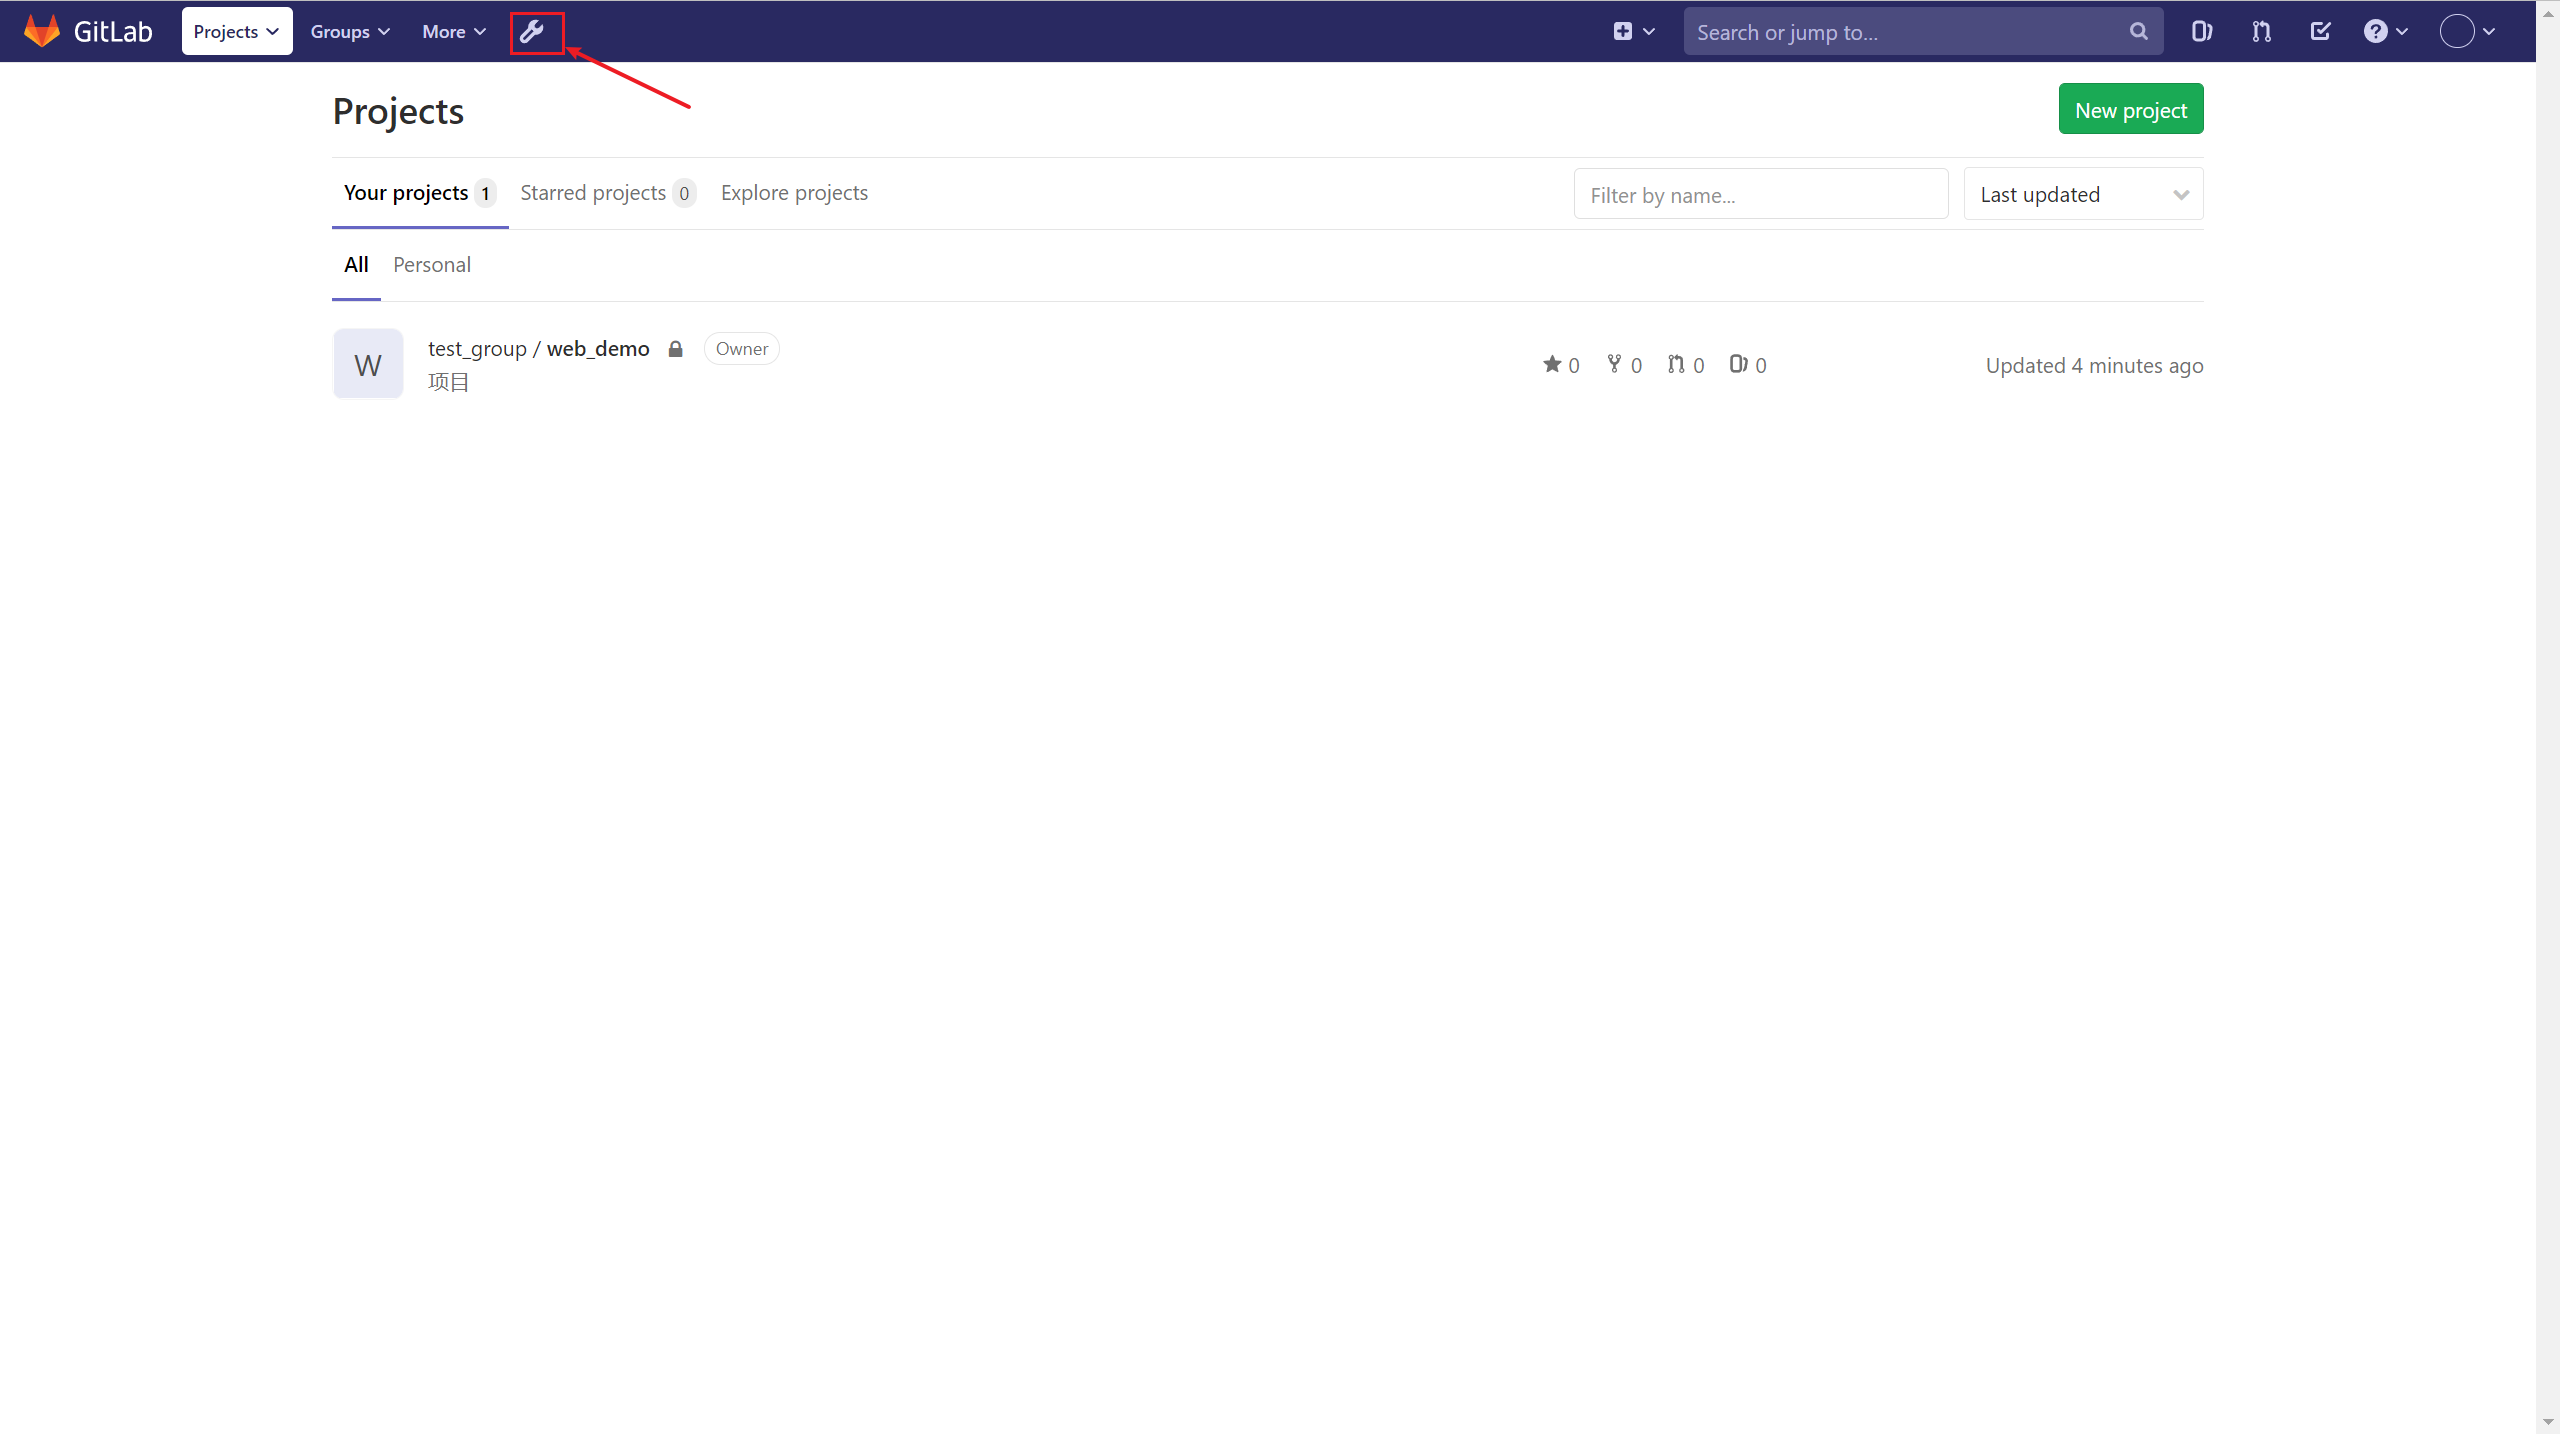 GitLab Projects Groups More Search or jump to...
Projects New project
Your projects 1 Starred projects 0 Explore projects Filter by name... Last updated
All Personal
W test_group / web_demo Owner 0 0 0 0 Updated 4 minutes ago
项目